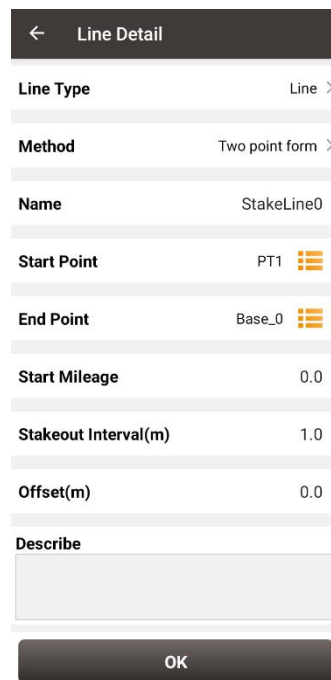 Line Detail
Line Type Line
Method Two point form
Name StakeLine0
Start Point PT1
End Point Base_0
Start Mileage 0.0
Stakeout Interval(m) 1.0
Offset(m) 0.0
Describe
OK